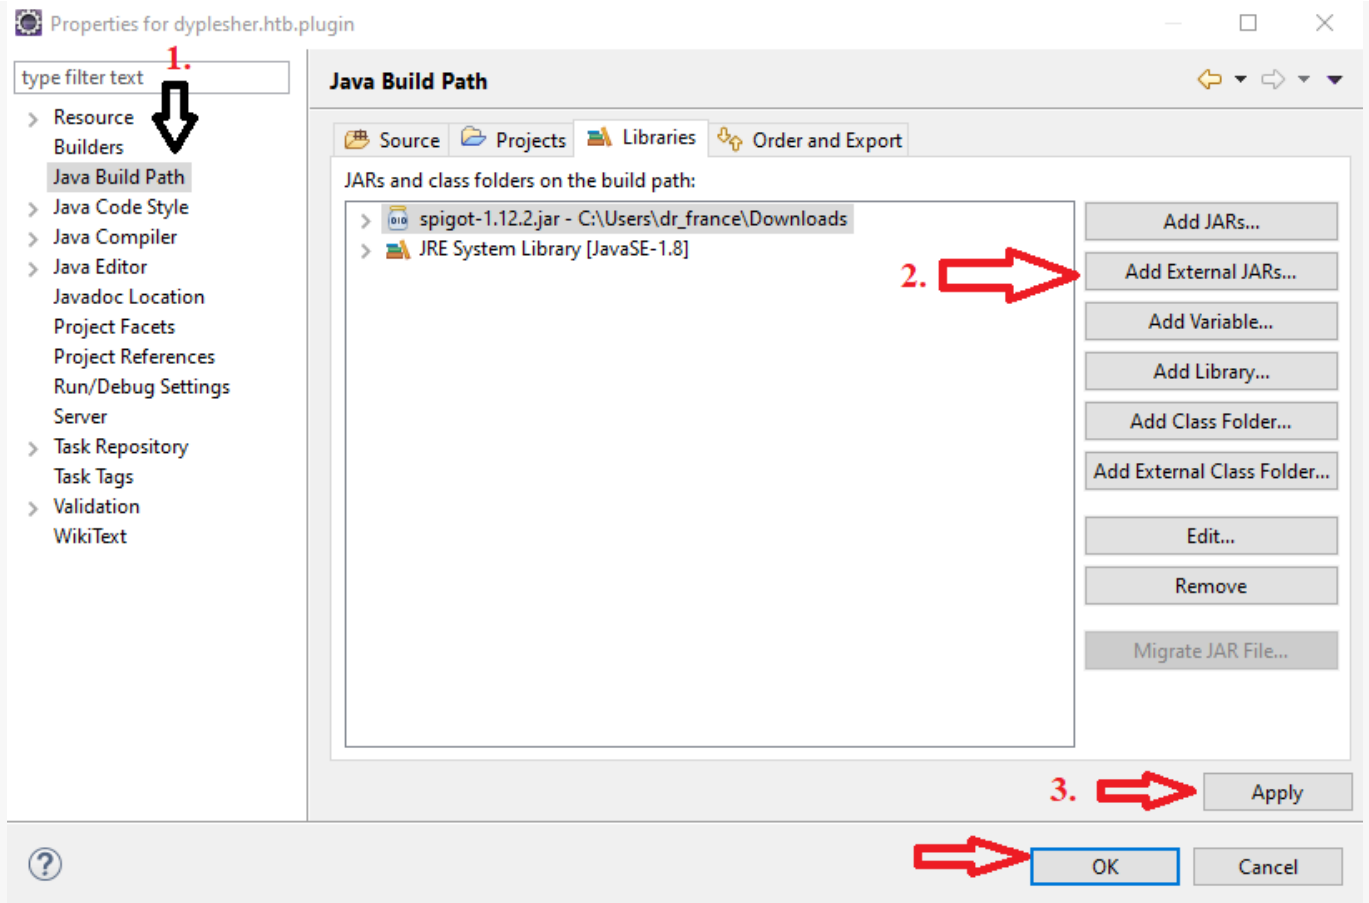 Properties for dyplesher.htb.plugin
1.
type filter text
Resource
Builders
Java Build Path
Java Code Style
Java Compiler
Java Editor
Javadoc Location
Project Facets
Project References
Run/Debug Settings
Server
Task Repository
Task Tags
Validation
WikiText
Java Build Path
Source Projects Libraries Order and Export
JARs and class folders on the build path:
spigot-1.12.2.jar - C:\Users\dr_france\Downloads
JRE System Library [JavaSE-1.8]
2.
Add JARs...
Add External JARs...
Add Variable...
Add Library...
Add Class Folder...
Add External Class Folder...
Edit...
Remove
Migrate JAR File...
3.
Apply
?
OK Cancel